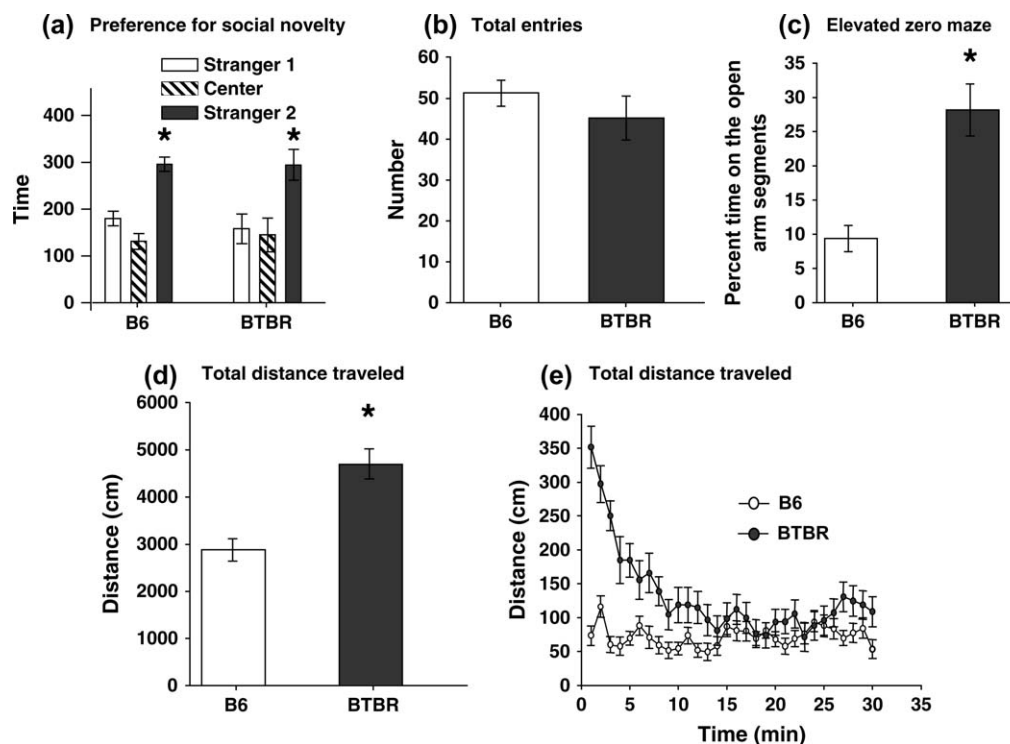 (a) Preference for social novelty
Stranger 1
Center
Stranger 2
400
300
200
100
0
Time
*
*
B6
BTBR
(b) Total entries
60
50
40
30
20
10
0
Number
B6
BTBR
(c) Elevated zero maze
35
30
25
20
15
10
5
0
Percent time on the open
arm segments
*
B6
BTBR
(d) Total distance traveled
6000
5000
4000
3000
2000
1000
0
Distance (cm)
*
B6
BTBR
(e) Total distance traveled
400
350
300
250
200
150
100
50
0
Distance (cm)
B6
BTBR
0 5 10 15 20 25 30 35
Time (min)